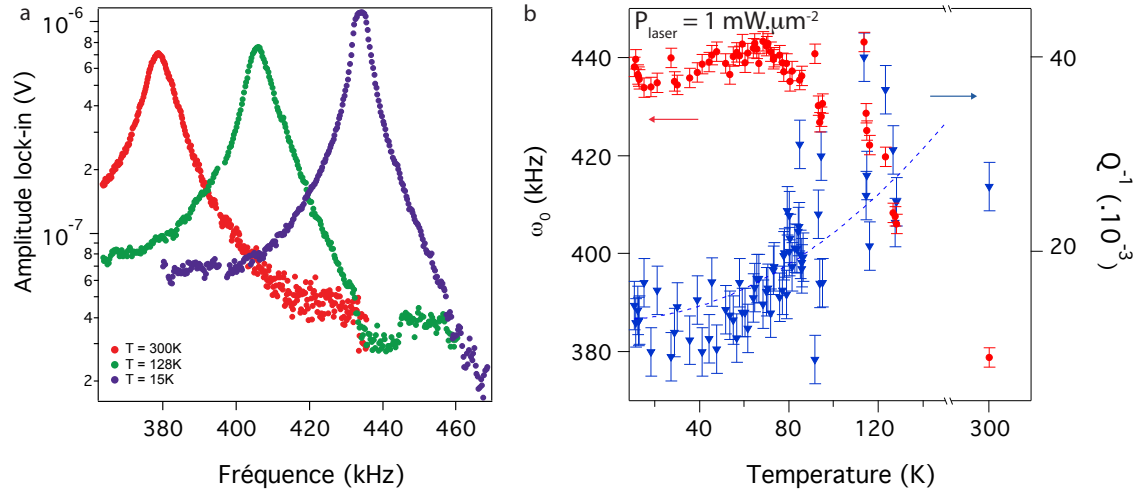 a
10⁻⁶
8
6
4
2
10⁻⁷
8
6
4
2
Amplitude lock-in (V)
T = 300K
T = 128K
T = 15K
380
400
420
440
460
Fréquence (kHz)
b
P_laser = 1 mW.µm⁻²
440
420
400
380
ω₀ (kHz)
40
20
Q⁻¹ (.10⁻³)
40
80
120
300
Temperature (K)